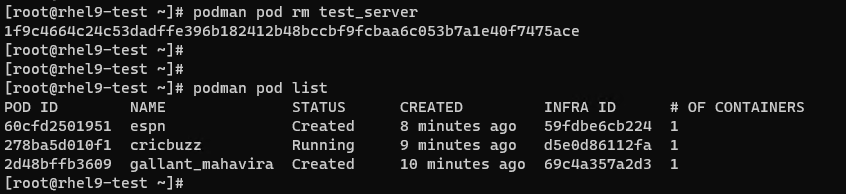 [root@rhel9-test ~]# podman pod rm test_server
1f9c4664c24c53dadffe396b182412b48bccbf9fcbaa6c053b7a1e40f7475ace
[root@rhel9-test ~]#
[root@rhel9-test ~]#
[root@rhel9-test ~]# podman pod list
POD ID        NAME              STATUS      CREATED         INFRA ID      # OF CONTAINERS
60cfd2501951  espn              Created     8 minutes ago   59fdbe6cb224  1
278ba5d010f1  cricbuzz          Running     9 minutes ago   d5e0d86112fa  1
2d48bffb3609  gallant_mahavira  Created     10 minutes ago  69c4a357a2d3  1
[root@rhel9-test ~]#